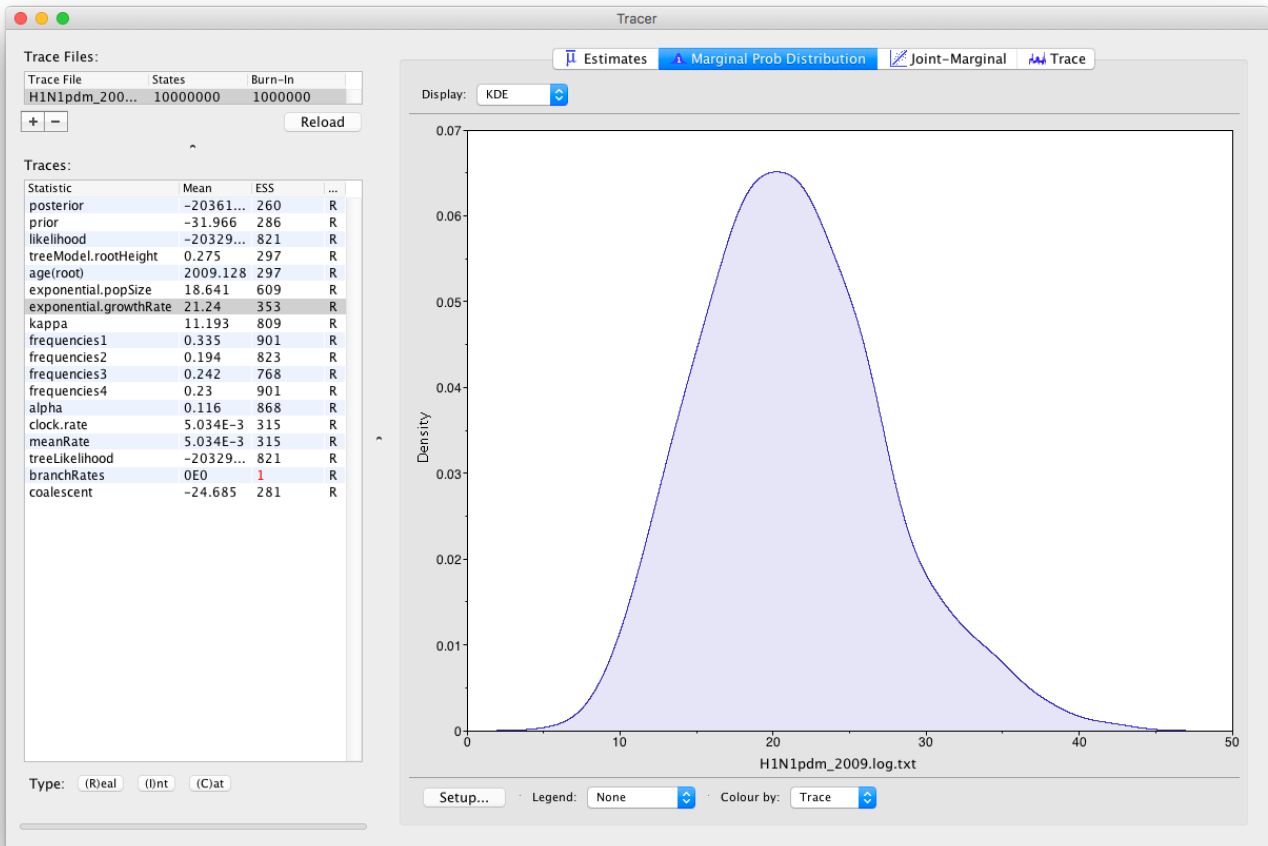 Tracer
Trace Files:
Trace File States Burn-In
H1N1pdm_200... 10000000 1000000
+ −
Reload
Traces:
Statistic Mean ESS ...
posterior -20361... 260 R
prior -31.966 286 R
likelihood -20329... 821 R
treeModel.rootHeight 0.275 297 R
age(root) 2009.128 297 R
exponential.popSize 18.641 609 R
exponential.growthRate 21.24 353 R
kappa 11.193 809 R
frequencies1 0.335 901 R
frequencies2 0.194 823 R
frequencies3 0.242 768 R
frequencies4 0.23 901 R
alpha 0.116 868 R
clock.rate 5.034E-3 315 R
meanRate 5.034E-3 315 R
treeLikelihood -20329... 821 R
branchRates 0E0 1 R
coalescent -24.685 281 R
Type: (R)eal (I)nt (C)at
Estimates Marginal Prob Distribution Joint-Marginal Trace
Display: KDE
0.07
0.06
0.05
0.04
0.03
0.02
0.01
0
Density
0 10 20 30 40 50
H1N1pdm_2009.log.txt
Setup... Legend: None Colour by: Trace